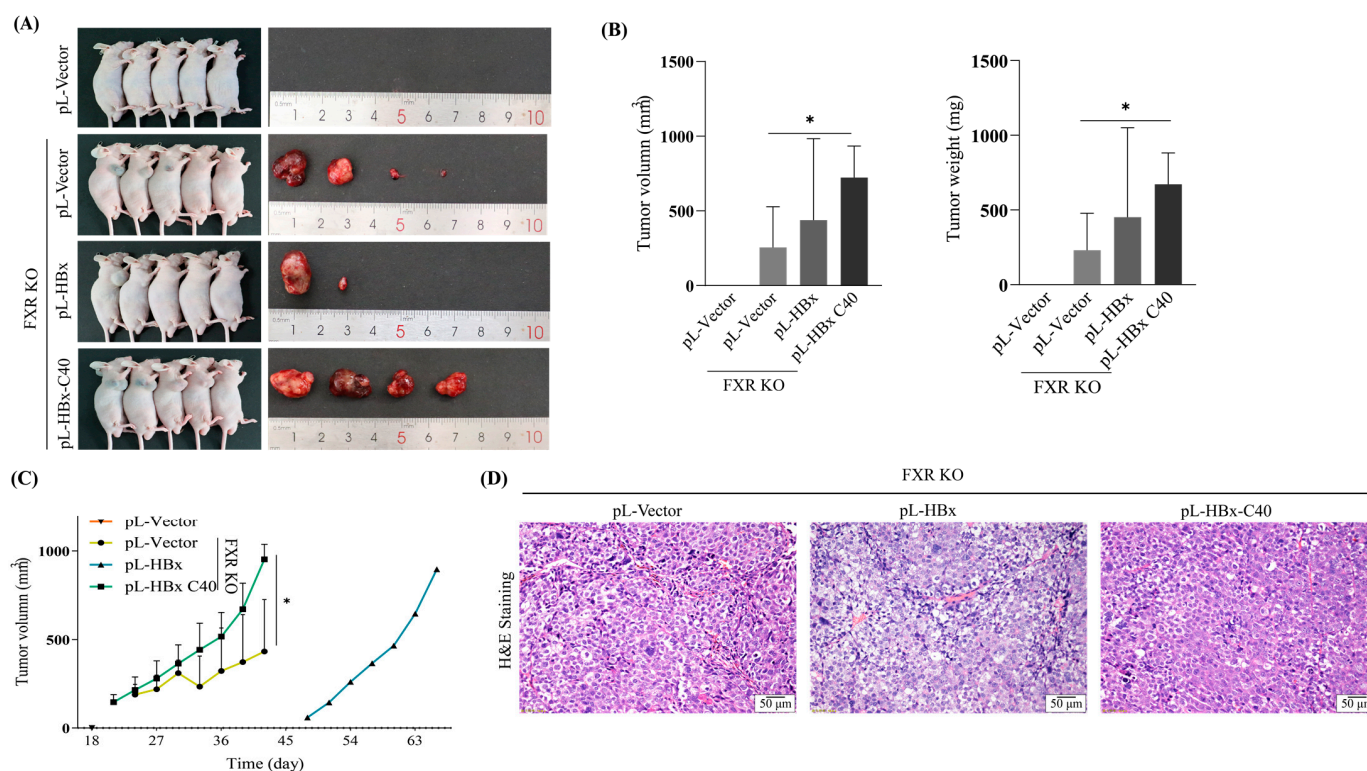 (A)
pL-Vector
0.5mm 1 2 3 4 5 6 7 8 9 10
mm
FXR KO
pL-Vector
1 2 3 4 5 6 7 8 9 10
pL-HBx
0.5mm 1 2 3 4 5 6 7 8 9 10
pL-HBx-C40
1 2 3 4 5 6 7 8 9 10
(B)
Tumor volumn (mm³)
1500
1000
500
0
*
pL-Vector
pL-Vector
pL-HBx
pL-HBx C40
FXR KO
Tumor weight (mg)
1500
1000
500
0
*
pL-Vector
pL-Vector
pL-HBx
pL-HBx C40
FXR KO
(C)
pL-Vector
pL-Vector
pL-HBx
pL-HBx C40
FXR KO
*
Tumor volumn (mm³)
1000
500
0
18 27 36 45 54 63
Time (day)
(D)
FXR KO
pL-Vector pL-HBx pL-HBx-C40
H&E Staining
50 μm 50 μm 50 μm